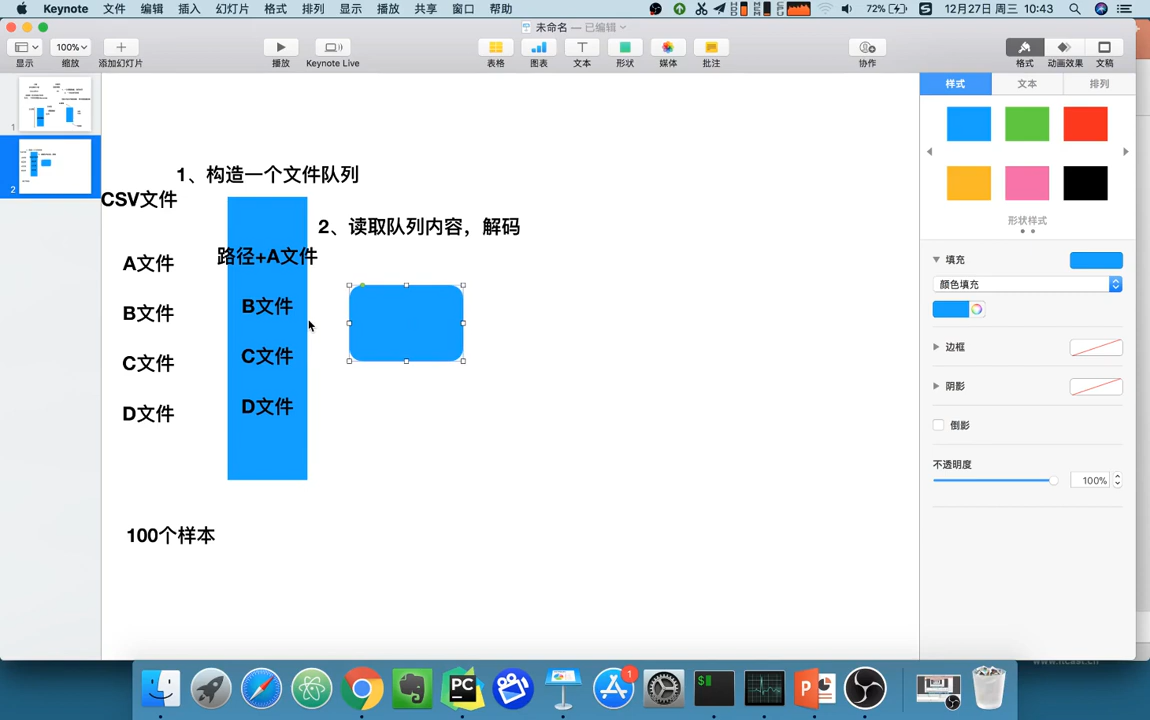 Keynote 文件 编辑 插入 幻灯片 格式 排列 显示 播放 共享 窗口 帮助
72% 12月27日 周三 10:43
未命名 — 已编辑
100%
显示 缩放 添加幻灯片 播放 Keynote Live 表格 图表 文本 形状 媒体 批注 协作 格式 动画效果 文稿
样式 文本 排列
1
2
1、构造一个文件队列
CSV文件
2、读取队列内容，解码
路径+A文件
A文件
B文件
B文件
C文件
C文件
D文件
D文件
100个样本
形状样式
填充
颜色填充
边框
阴影
倒影
不透明度
100%
www.itcast.cn
PC
1
$
P